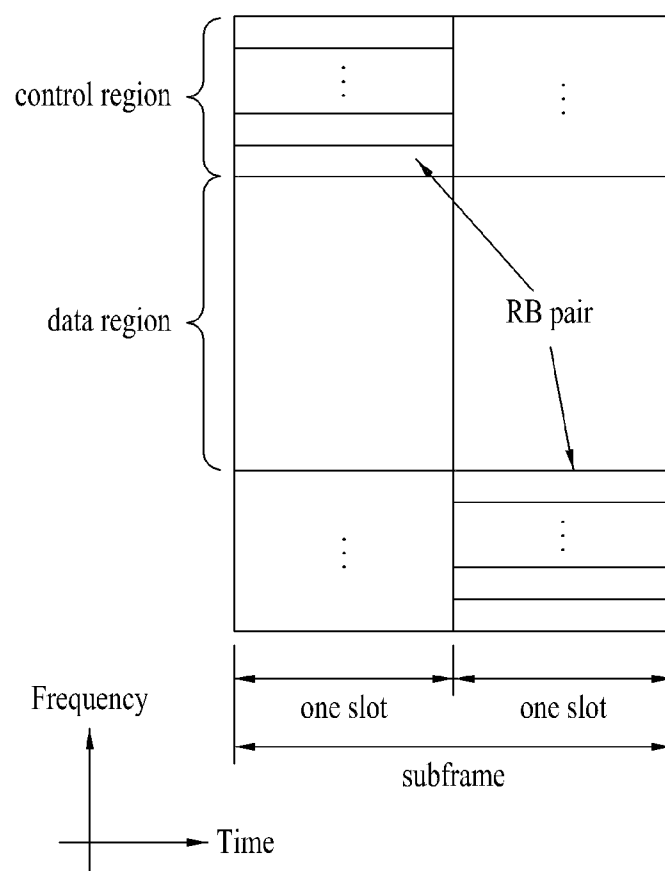 control region
data region
RB pair
one slot
one slot
subframe
Frequency
Time